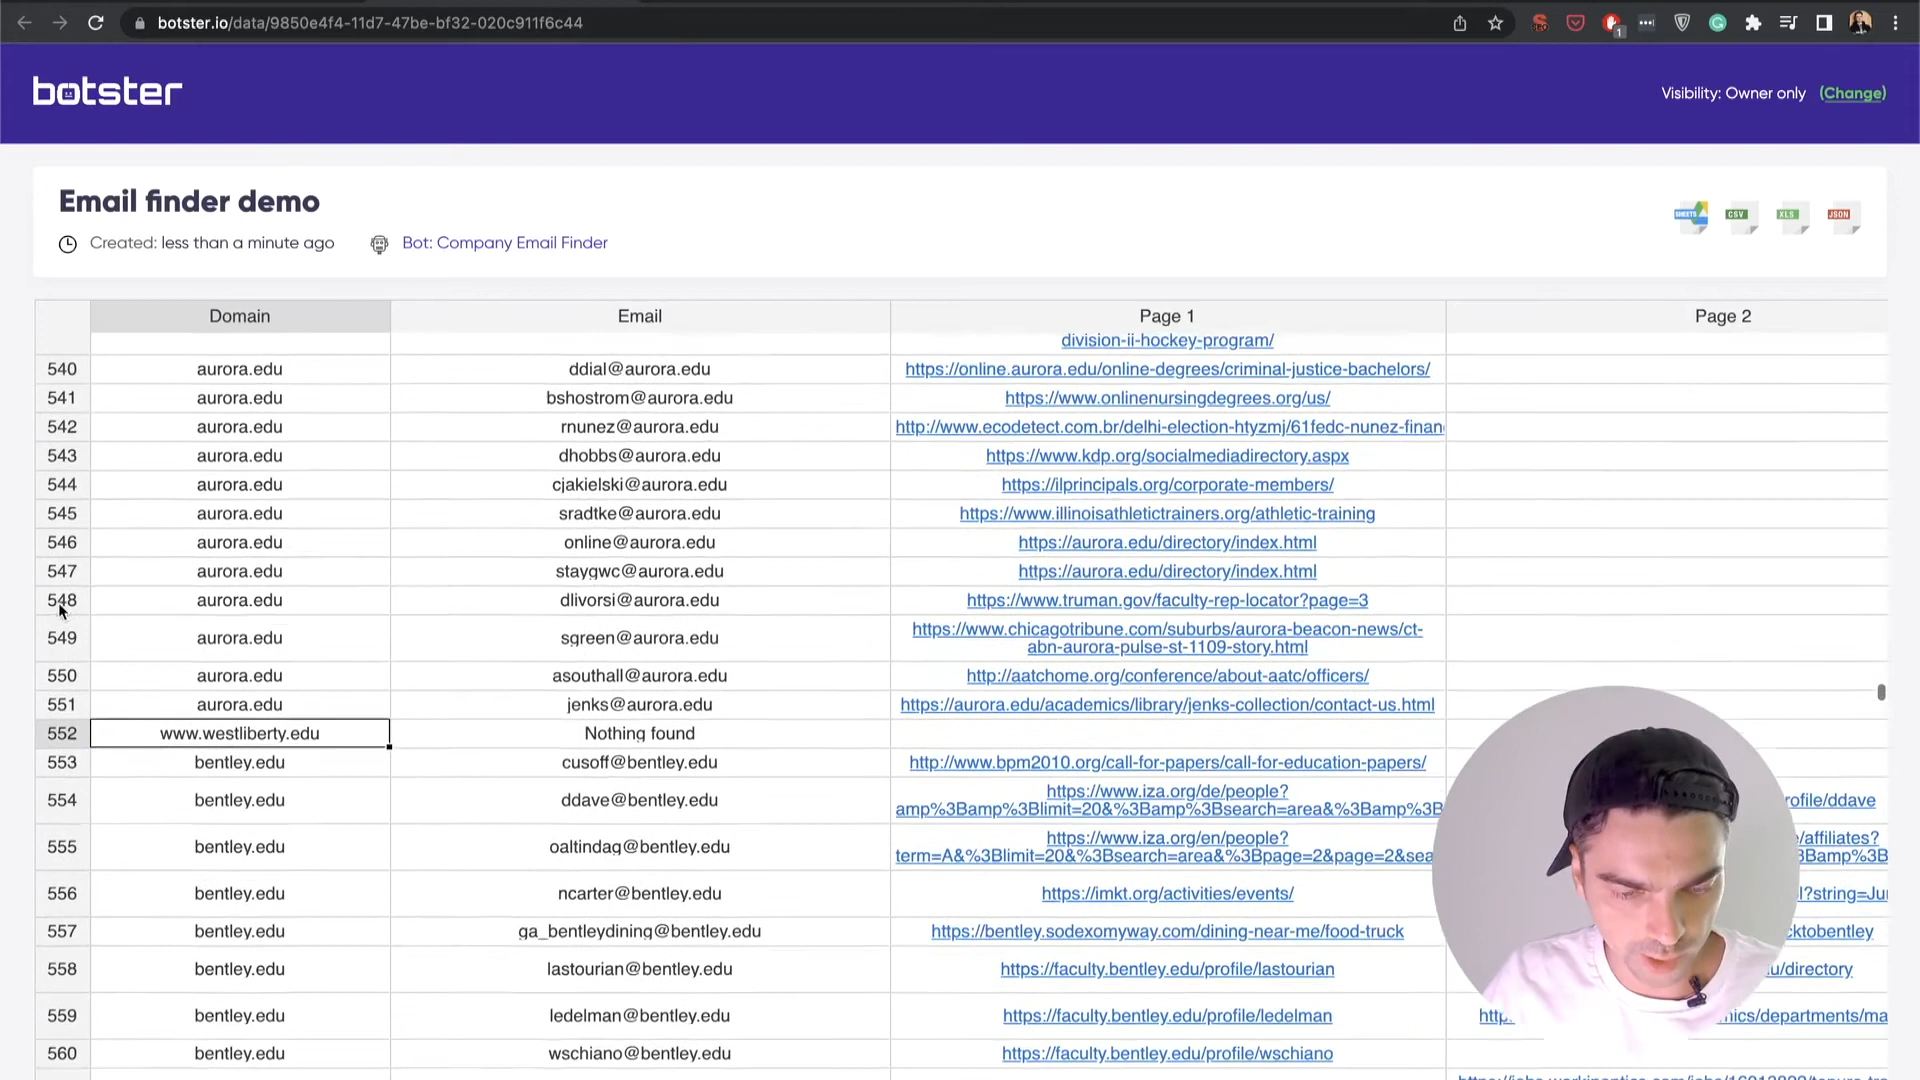 botster.io/data/9850e4f4-11d7-47be-bf32-020c911f6c44
1
botster
Visibility: Owner only (Change)
Email finder demo
Created: less than a minute ago Bot: Company Email Finder
SHEETS CSV XLS JSON
Domain Email Page 1 Page 2
division-ii-hockey-program/
540 aurora.edu ddial@aurora.edu https://online.aurora.edu/online-degrees/criminal-justice-bachelors/
541 aurora.edu bshostrom@aurora.edu https://www.onlinenursingdegrees.org/us/
542 aurora.edu rnunez@aurora.edu http://www.ecodetect.com.br/delhi-election-htyzmj/61fedc-nunez-finan
543 aurora.edu dhobbs@aurora.edu https://www.kdp.org/socialmediadirectory.aspx
544 aurora.edu cjakielski@aurora.edu https://ilprincipals.org/corporate-members/
545 aurora.edu sradtke@aurora.edu https://www.illinoisathletictrainers.org/athletic-training
546 aurora.edu online@aurora.edu https://aurora.edu/directory/index.html
547 aurora.edu staygwc@aurora.edu https://aurora.edu/directory/index.html
548 aurora.edu dlivorsi@aurora.edu https://www.truman.gov/faculty-rep-locator?page=3
549 aurora.edu sgreen@aurora.edu https://www.chicagotribune.com/suburbs/aurora-beacon-news/ct-
abn-aurora-pulse-st-1109-story.html
550 aurora.edu asouthall@aurora.edu http://aatchome.org/conference/about-aatc/officers/
551 aurora.edu jenks@aurora.edu https://aurora.edu/academics/library/jenks-collection/contact-us.html
552 www.westliberty.edu Nothing found
553 bentley.edu cusoff@bentley.edu http://www.bpm2010.org/call-for-papers/call-for-education-papers/
554 bentley.edu ddave@bentley.edu https://www.iza.org/de/people?
amp%3Bamp%3Blimit=20&%3Bamp%3Bsearch=area&%3Bamp%3B rofile/ddave
555 bentley.edu oaltindag@bentley.edu https://www.iza.org/en/people? /affiliates?
term=A&%3Blimit=20&%3Bsearch=area&%3Bpage=2&page=2&sea 3Bamp%3B
556 bentley.edu ncarter@bentley.edu https://imkt.org/activities/events/ l?string=Ju
557 bentley.edu ga_bentleydining@bentley.edu https://bentley.sodexomyway.com/dining-near-me/food-truck cktobentley
558 bentley.edu lastourian@bentley.edu https://faculty.bentley.edu/profile/lastourian u/directory
559 bentley.edu ledelman@bentley.edu https://faculty.bentley.edu/profile/ledelman http nics/departments/ma
560 bentley.edu wschiano@bentley.edu https://faculty.bentley.edu/profile/wschiano